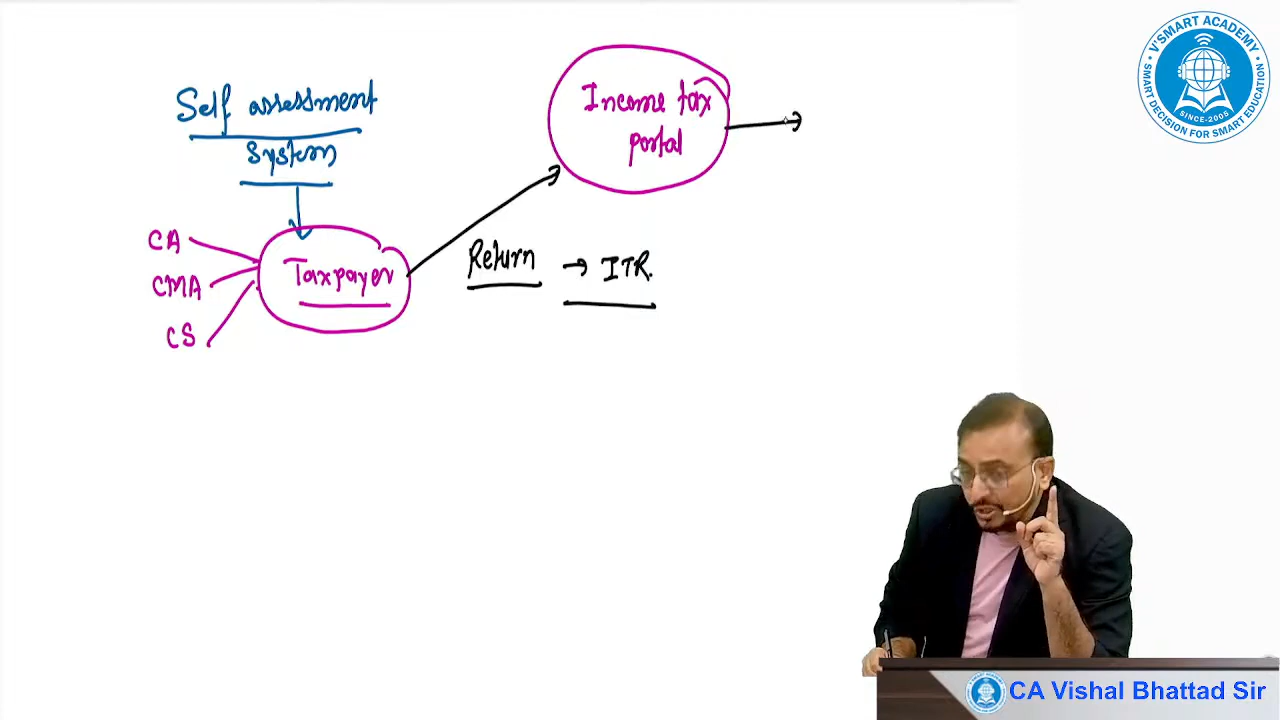 Self assessment
System
CA
CMA
CS
Taxpayer
Return → ITR.
Income tax
portal
V'SMART ACADEMY
SINCE-2005
SMART DECISION FOR SMART EDUCATION
CA Vishal Bhattad Sir